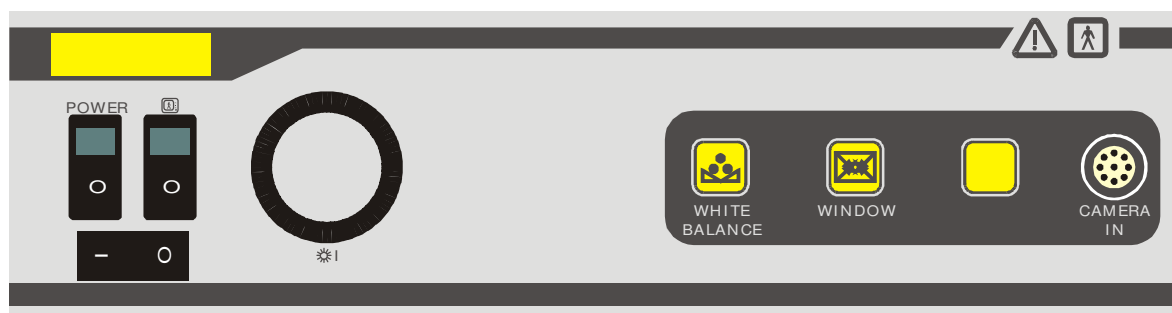 POWER
O O
– O
I
WHITE
BALANCE
WINDOW
CAMERA
IN